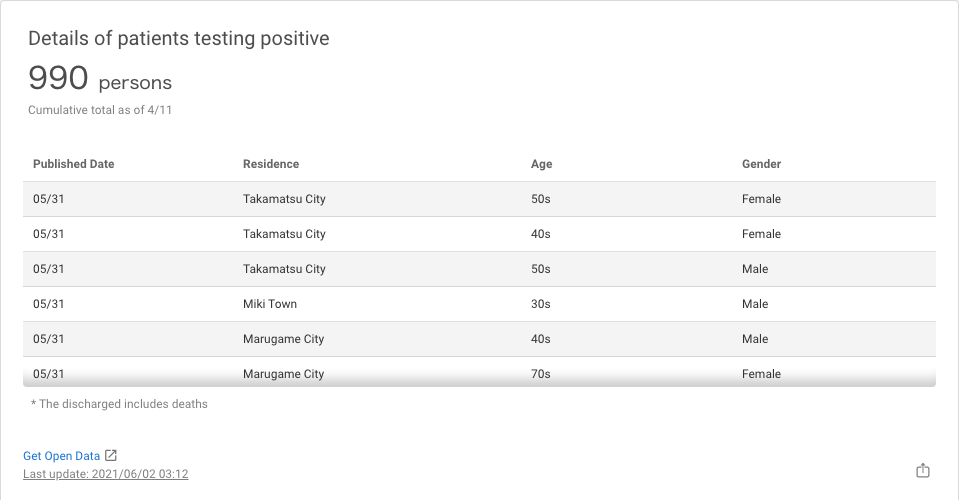 Details of patients testing positive
990 persons
Cumulative total as of 4/11
Published Date Residence Age Gender
05/31 Takamatsu City 50s Female
05/31 Takamatsu City 40s Female
05/31 Takamatsu City 50s Male
05/31 Miki Town 30s Male
05/31 Marugame City 40s Male
05/31 Marugame City 70s Female
* The discharged includes deaths
Get Open Data
Last update: 2021/06/02 03:12